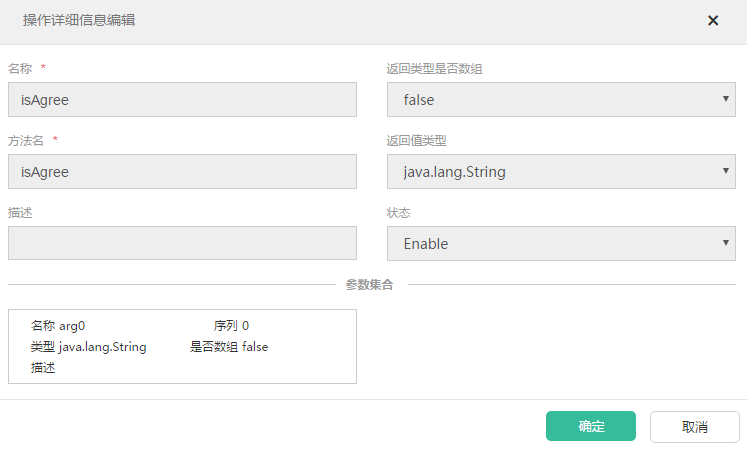 操作详细信息编辑 ×
名称 * 返回类型是否数组
isAgree false
方法名 * 返回值类型
isAgree java.lang.String
描述 状态
Enable
参数集合
名称 arg0 序列 0
类型 java.lang.String 是否数组 false
描述
确定 取消